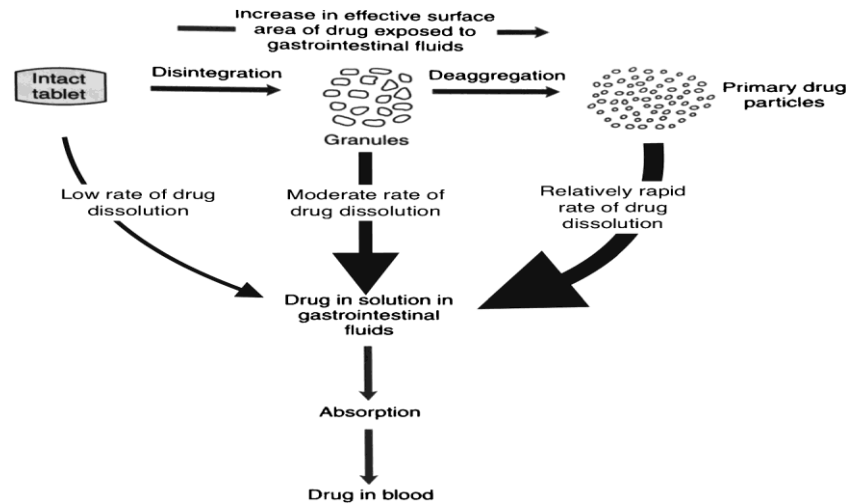 Increase in effective surface
area of drug exposed to
gastrointestinal fluids
Intact
tablet
Disintegration
Deaggregation
Primary drug
particles
Granules
Low rate of drug
dissolution
Moderate rate of
drug dissolution
Relatively rapid
rate of drug
dissolution
Drug in solution in
gastrointestinal
fluids
Absorption
Drug in blood